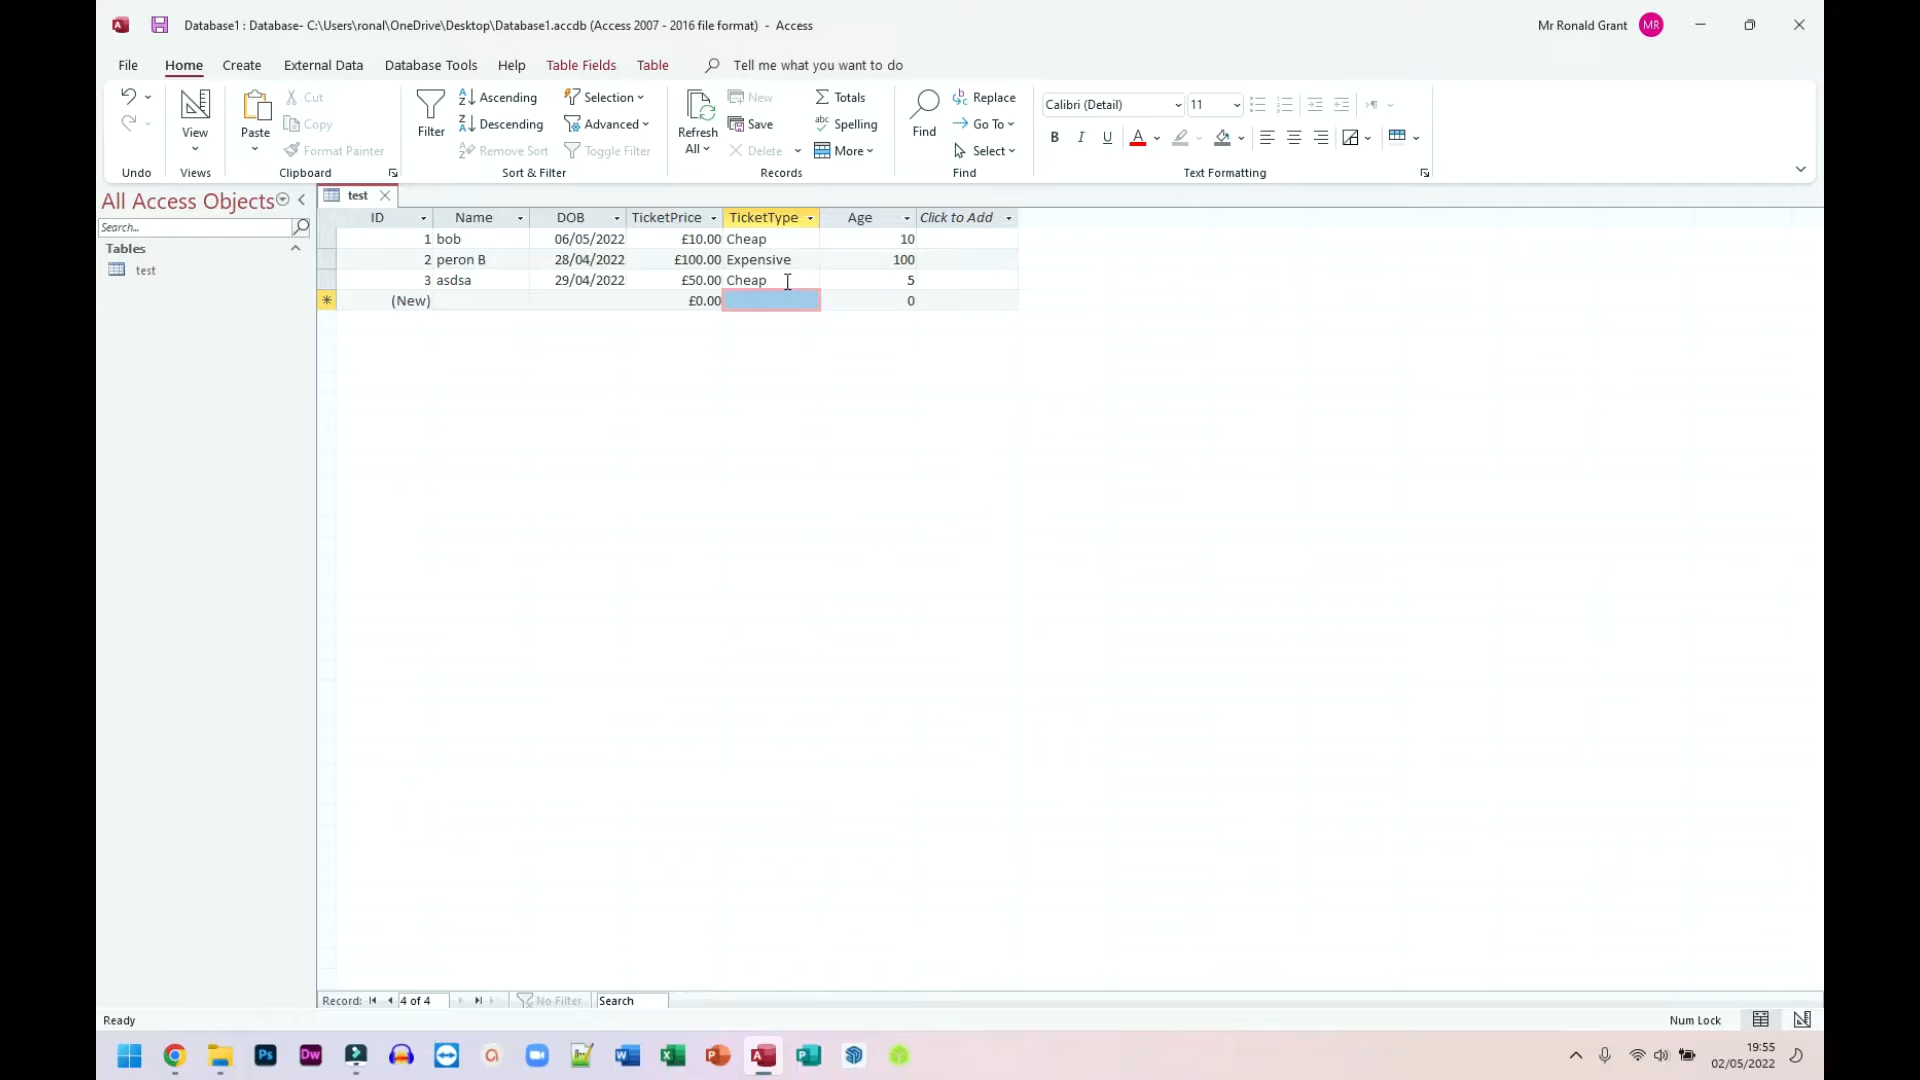 Database1 : Database- C:\Users\ronal\OneDrive\Desktop\Database1.accdb (Access 2007 - 2016 file format) - Access
Mr Ronald Grant
MR
File Home Create External Data Database Tools Help Table Fields Table Tell me what you want to do
Cut
Copy
Format Painter
View
Paste
Filter
Ascending
Descending
Remove Sort
Selection
Advanced
Toggle Filter
Refresh
All
New
Save
Delete
Totals
Spelling
More
Find
Replace
Go To
Select
Calibri (Detail)
11
B I U A
Undo Views Clipboard Sort & Filter Records Find Text Formatting
All Access Objects
Search...
Tables
test
test
ID Name DOB TicketPrice TicketType Age Click to Add
1 bob 06/05/2022 £10.00 Cheap 10
2 peron B 28/04/2022 £100.00 Expensive 100
3 asdsa 29/04/2022 £50.00 Cheap 5
(New) £0.00 0
Record: 4 of 4 No Filter Search
Ready
Num Lock
Ps Dw
19:55
02/05/2022